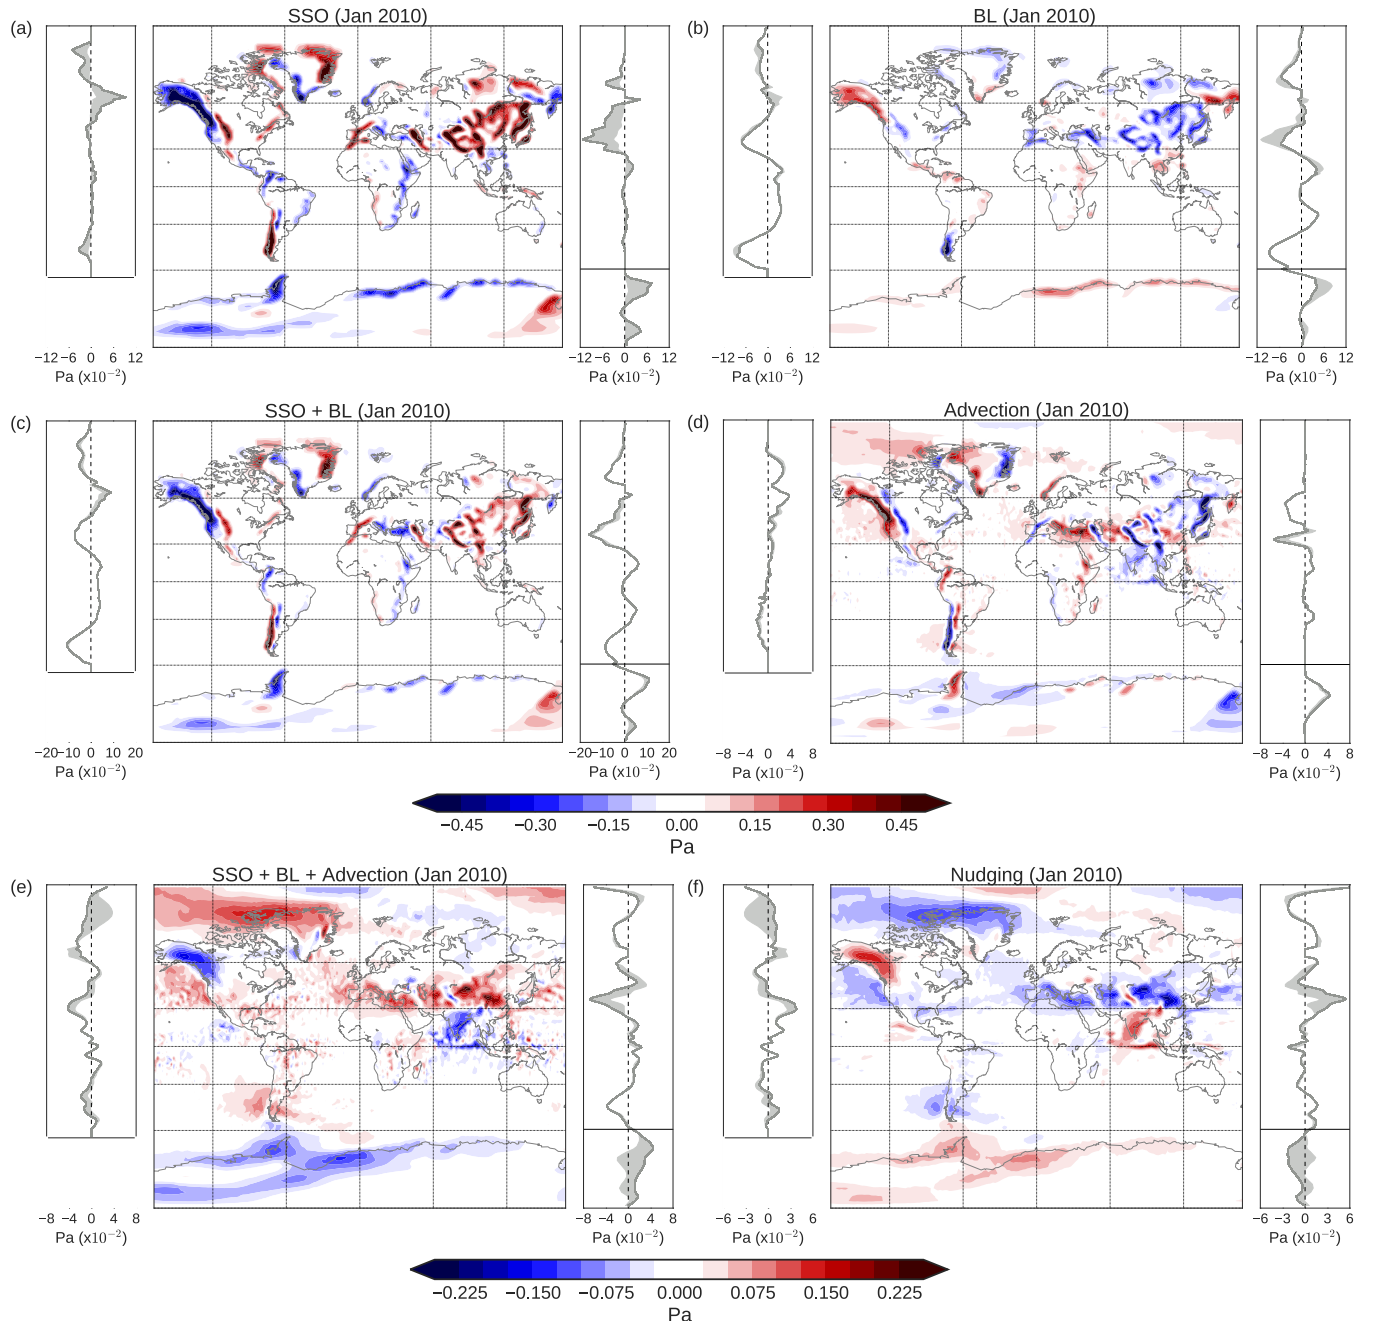 (a) SSO (Jan 2010)
(b) BL (Jan 2010)
−12−6 0 6 12
Pa (x10⁻²)
−12−6 0 6 12
Pa (x10⁻²)
−12−6 0 6 12
Pa (x10⁻²)
−12−6 0 6 12
Pa (x10⁻²)
(c) SSO + BL (Jan 2010)
(d) Advection (Jan 2010)
−20−10 0 10 20
Pa (x10⁻²)
−20−10 0 10 20
Pa (x10⁻²)
−8 −4 0 4 8
Pa (x10⁻²)
−8 −4 0 4 8
Pa (x10⁻²)
−0.45 −0.30 −0.15 0.00 0.15 0.30 0.45
Pa
(e) SSO + BL + Advection (Jan 2010)
(f) Nudging (Jan 2010)
−8 −4 0 4 8
Pa (x10⁻²)
−8 −4 0 4 8
Pa (x10⁻²)
−6 −3 0 3 6
Pa (x10⁻²)
−6 −3 0 3 6
Pa (x10⁻²)
−0.225 −0.150 −0.075 0.000 0.075 0.150 0.225
Pa